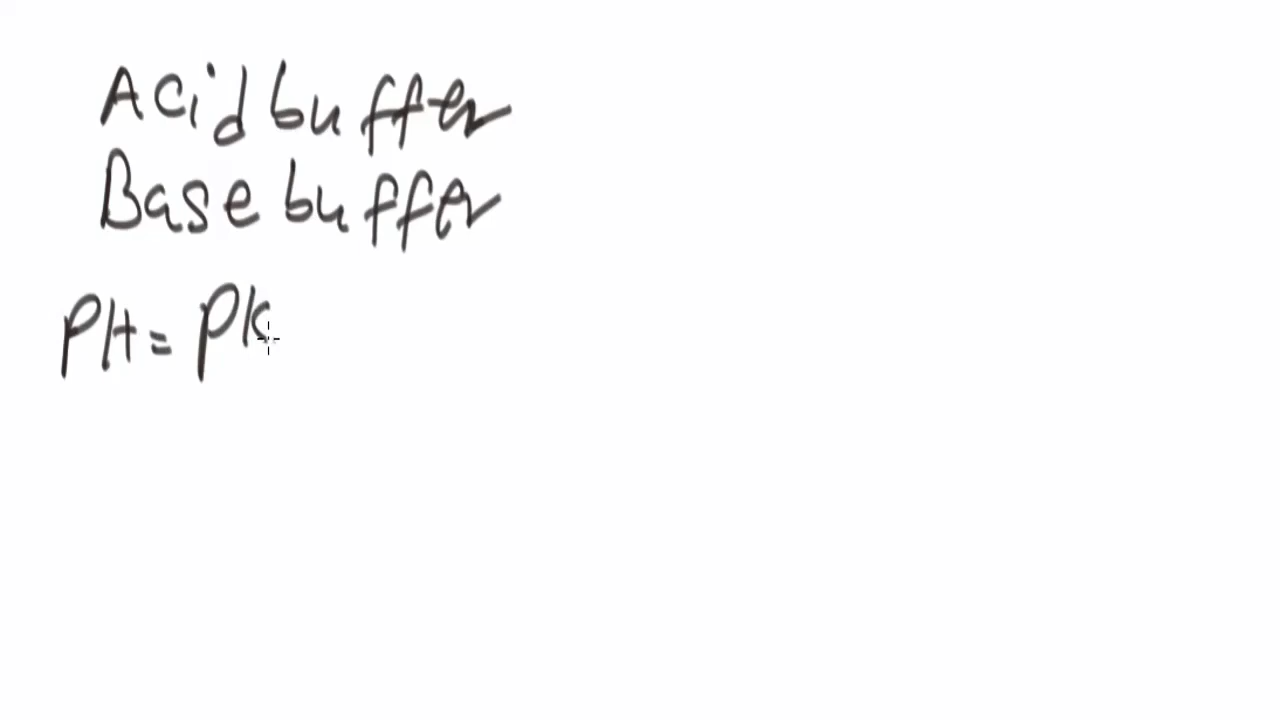 Acid buffer
Base buffer
PH = PK